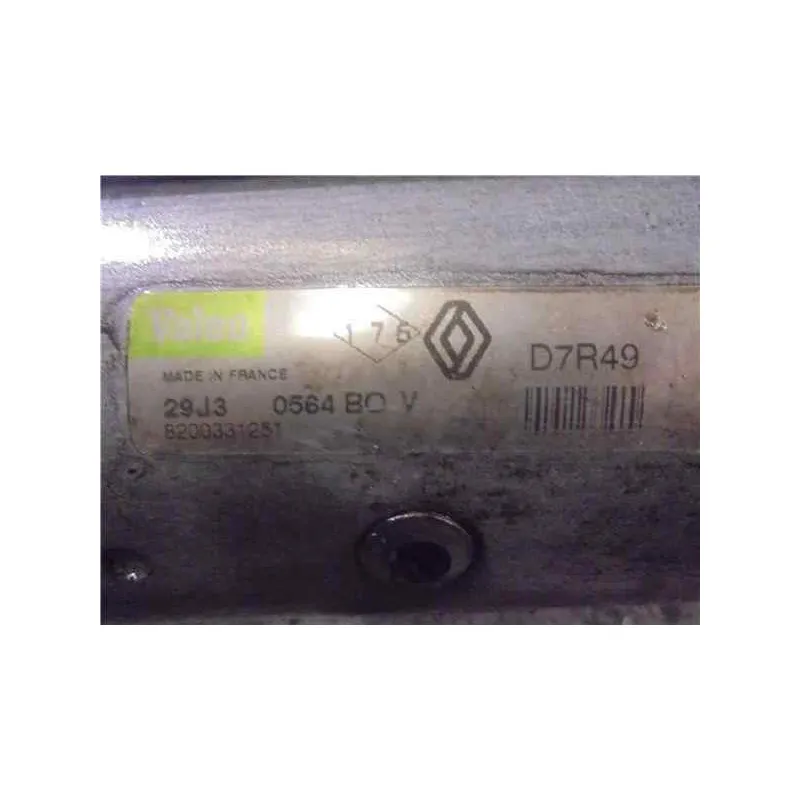 Valeo
175
D7R49
MADE IN FRANCE
29J3 0564 BO V
8200331251